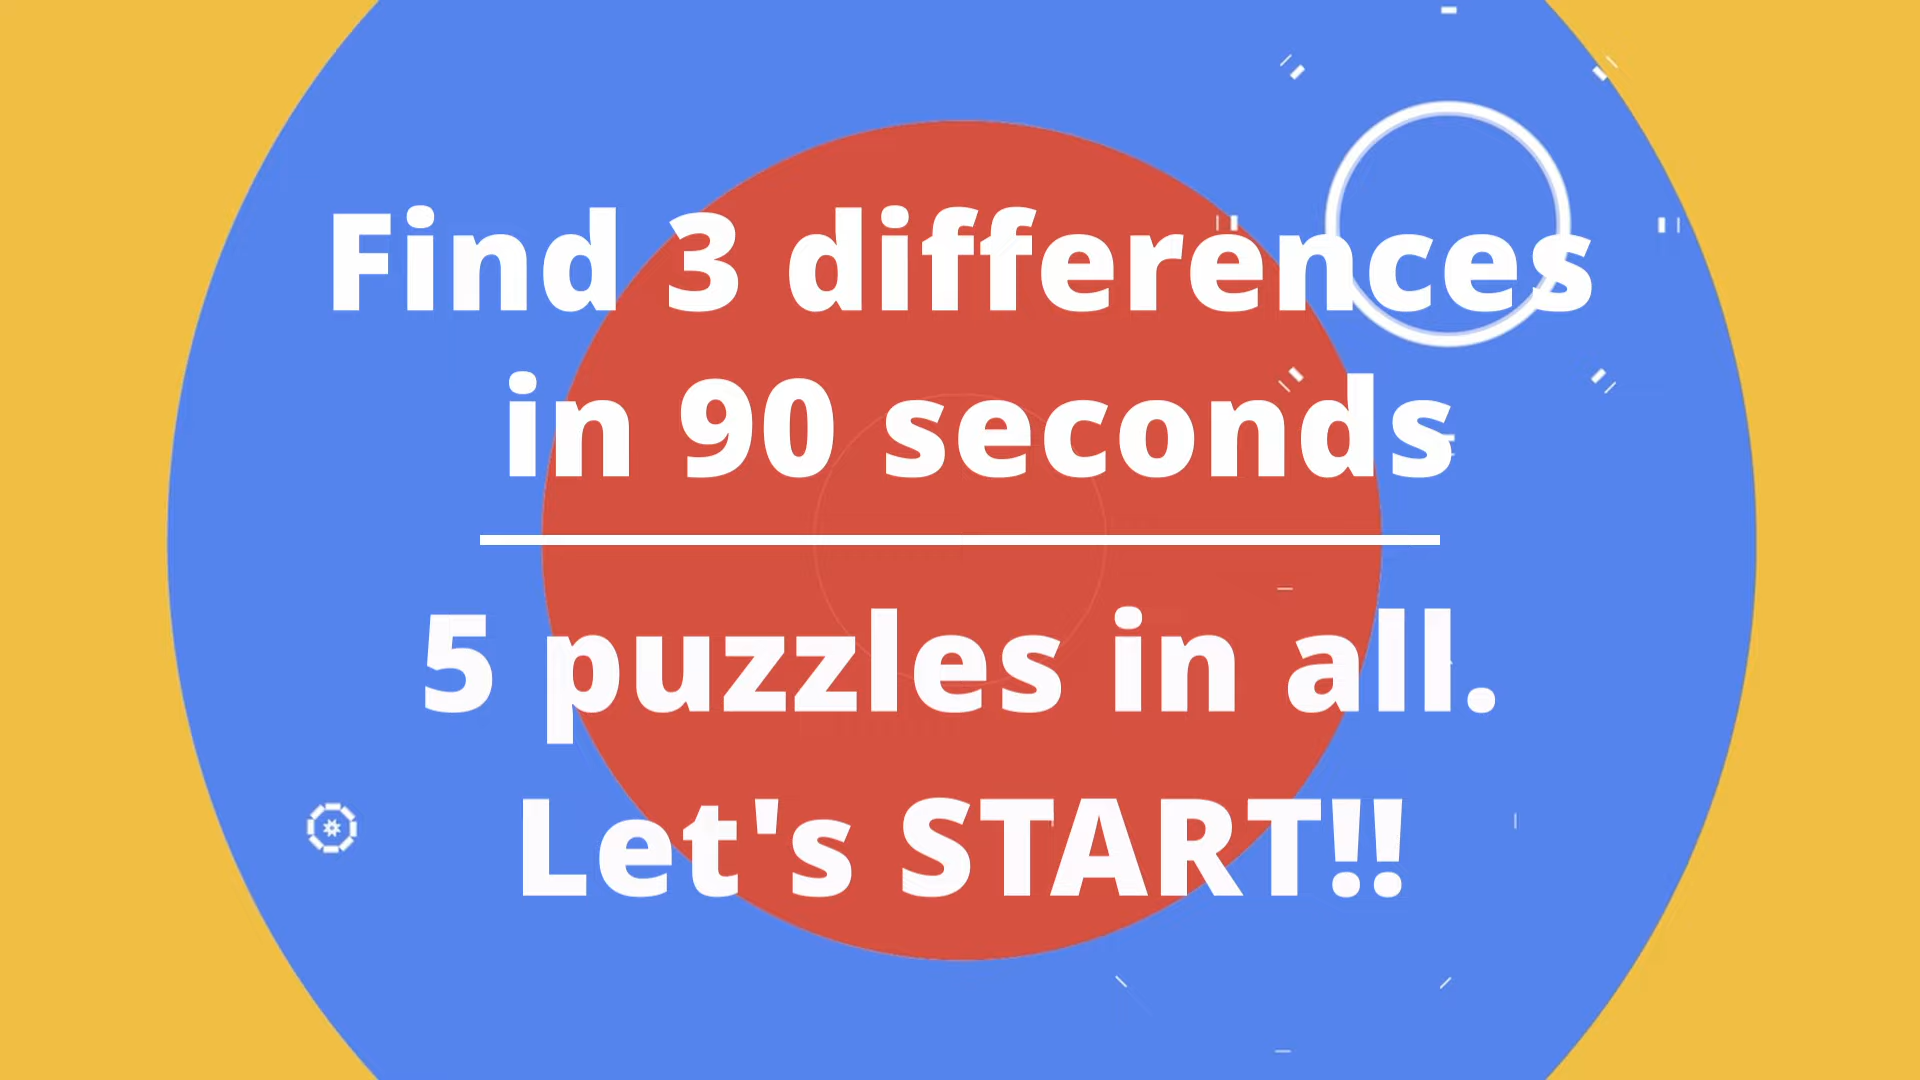 Find 3 differences
in 90 seconds
5 puzzles in all.
Let's START!!